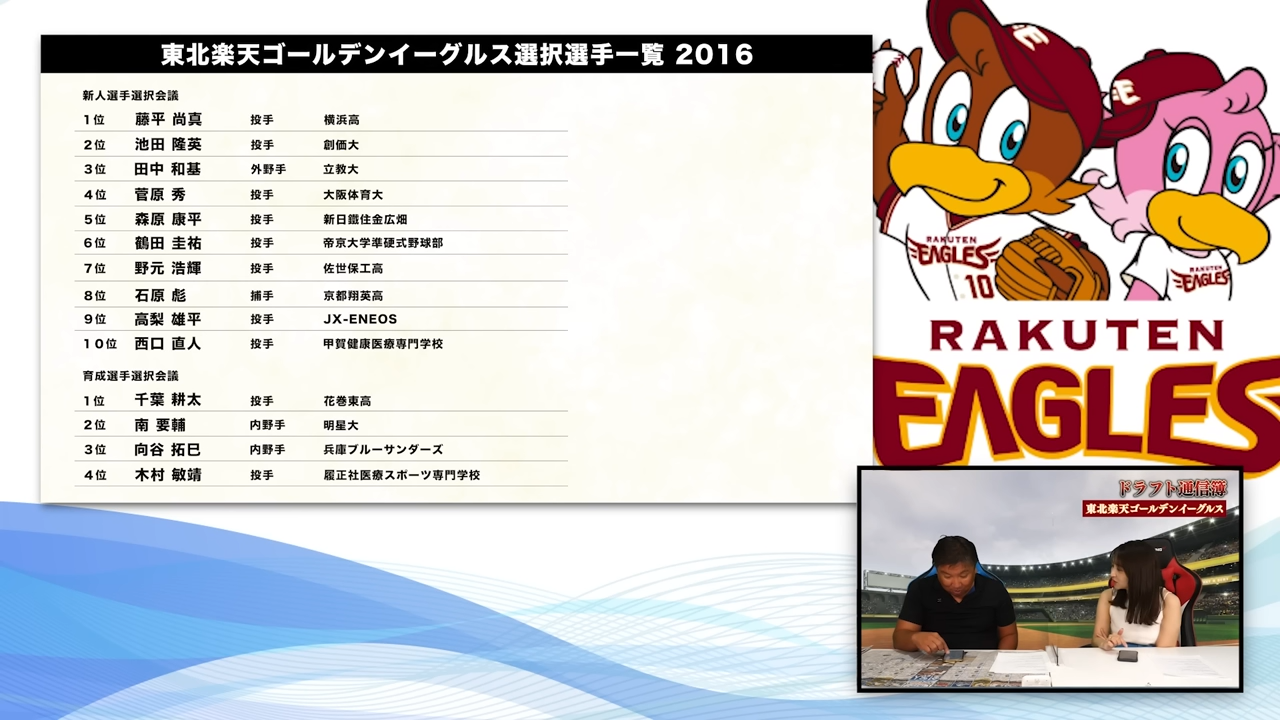 東北楽天ゴールデンイーグルス選択選手一覧 2016
新人選手選択会議
1位 藤平 尚真 投手 横浜高
2位 池田 隆英 投手 創価大
3位 田中 和基 外野手 立教大
4位 菅原 秀 投手 大阪体育大
5位 森原 康平 投手 新日鐵住金広畑
6位 鶴田 圭祐 投手 帝京大学準硬式野球部
7位 野元 浩輝 投手 佐世保工高
8位 石原 彪 捕手 京都翔英高
9位 高梨 雄平 投手 JX-ENEOS
10位 西口 直人 投手 甲賀健康医療専門学校
育成選手選択会議
1位 千葉 耕太 投手 花巻東高
2位 南 要輔 内野手 明星大
3位 向谷 拓巳 内野手 兵庫ブルーサンダーズ
4位 木村 敏靖 投手 履正社医療スポーツ専門学校
E
E
RAKUTEN
EAGLES
10
RAKUTEN
EAGLES
RAKUTEN
EAGLES
ドラフト通信簿
東北楽天ゴールデンイーグルス